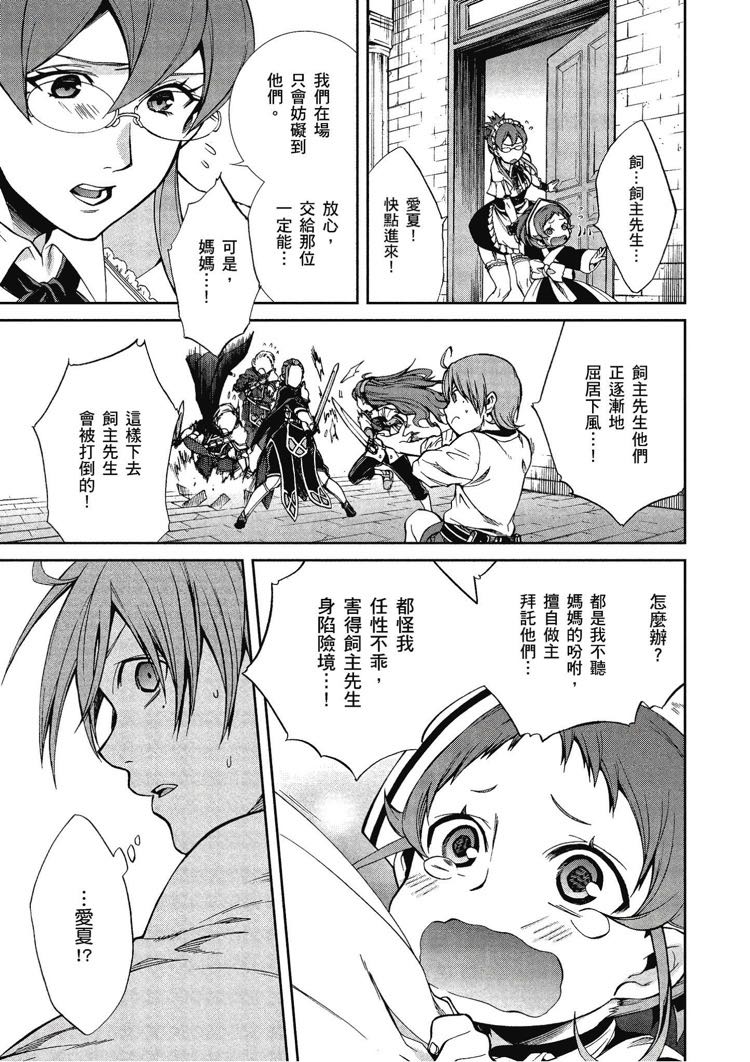 飼…飼主先生…
愛夏！
快點進來！
我們在場
只會妨礙到
他們。
放心，
交給那位
一定能…
可是，
媽媽…！
飼主先生他們
正逐漸地
屈居下風…！
這樣下去
飼主先生
會被打倒的！
怎麼辦？
都是我不聽
媽媽的吩咐，
擅自做主
拜託他們…
都怪我
任性不乖，
害得飼主先生
身陷險境…！
…愛夏!?